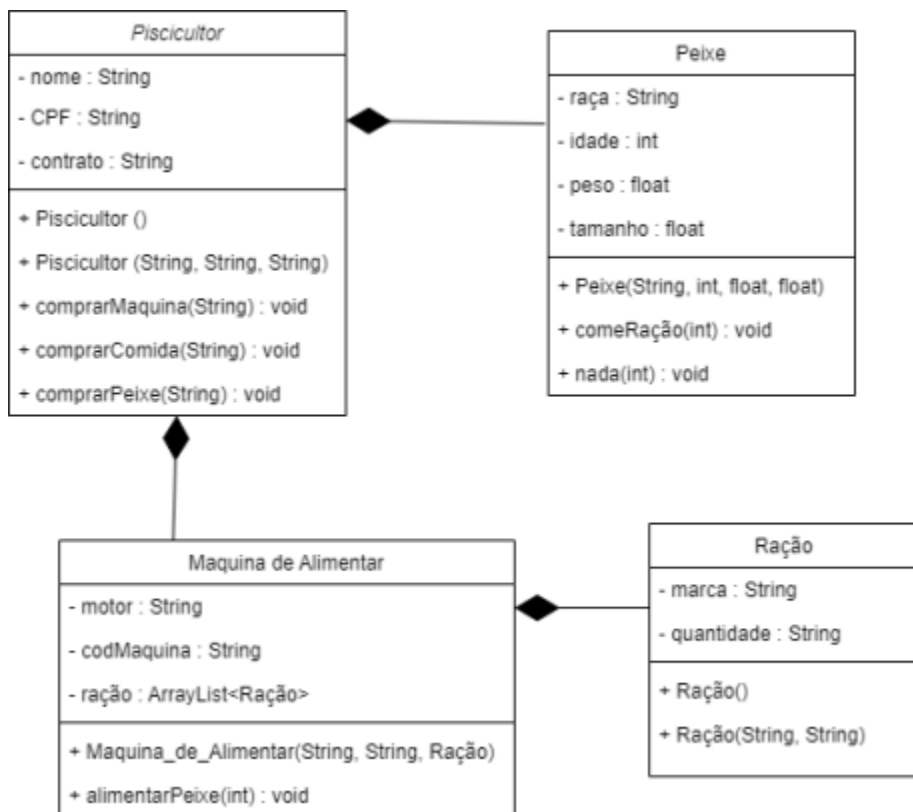 Piscicultor
- nome : String
- CPF : String
- contrato : String
+ Piscicultor ()
+ Piscicultor (String, String, String)
+ comprarMaquina(String) : void
+ comprarComida(String) : void
+ comprarPeixe(String) : void
Peixe
- raça : String
- idade : int
- peso : float
- tamanho : float
+ Peixe(String, int, float, float)
+ comeRação(int) : void
+ nada(int) : void
Maquina de Alimentar
- motor : String
- codMaquina : String
- ração : ArrayList<Ração>
+ Maquina_de_Alimentar(String, String, Ração)
+ alimentarPeixe(int) : void
Ração
- marca : String
- quantidade : String
+ Ração()
+ Ração(String, String)